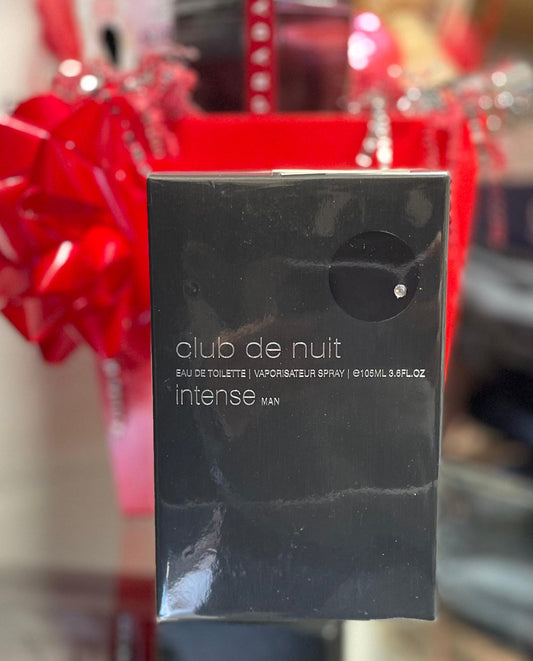 club de nuit
EAU DE TOILETTE | VAPORISATEUR SPRAY | ℮105ML 3.6FL.OZ
intense MAN